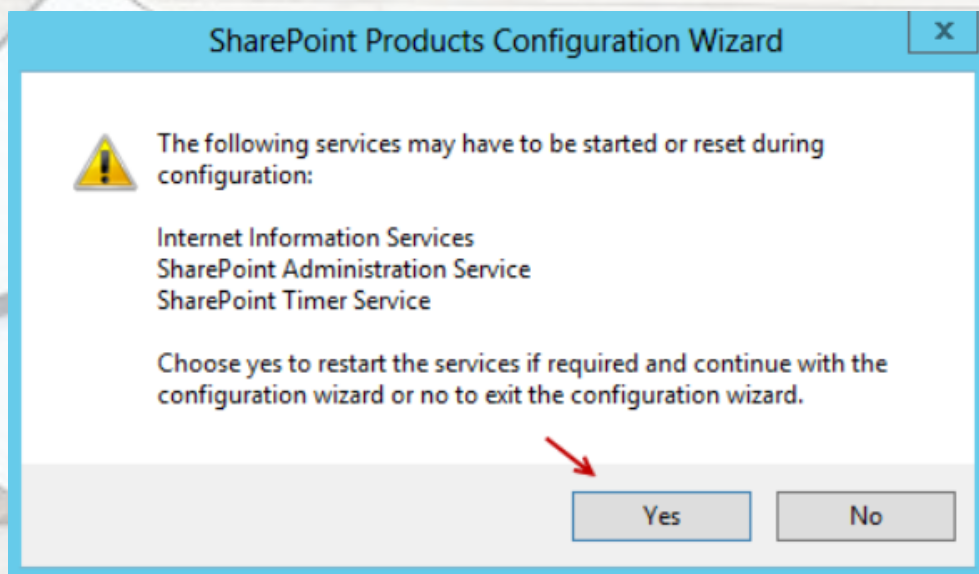 SharePoint Products Configuration Wizard
x
The following services may have to be started or reset during
configuration:
Internet Information Services
SharePoint Administration Service
SharePoint Timer Service
Choose yes to restart the services if required and continue with the
configuration wizard or no to exit the configuration wizard.
Yes
No